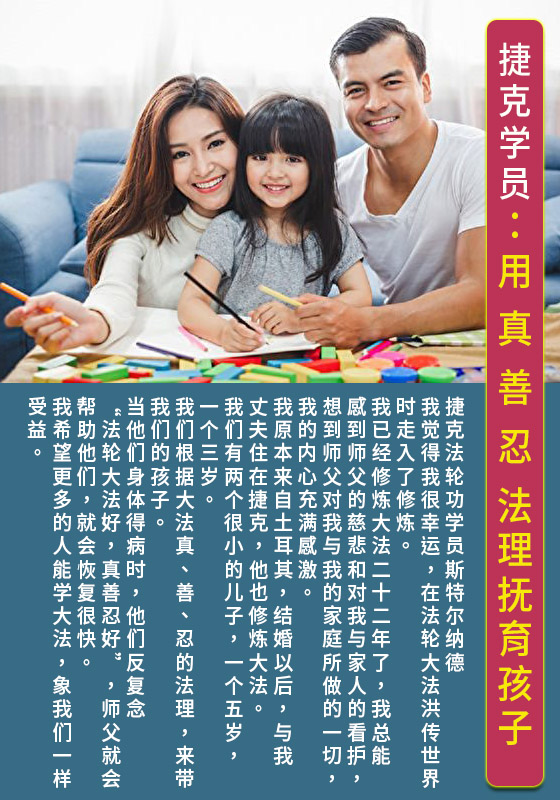 捷克学员：用真善忍法理抚育孩子
捷克法轮功学员斯特尔纳德
我觉得我很幸运，在法轮大法洪传世界
时走入了修炼。
我已经修炼大法二十二年了，我总能
感到师父的慈悲和对我与家人的看护，
想到师父对我与我的家庭所做的一切，
我的内心充满感激。
我原本来自土耳其，结婚以后，与我
丈夫住在捷克，他也修炼大法。
我们有两个很小的儿子，一个五岁，
一个三岁。
我们根据大法真、善、忍的法理，来带
我们的孩子。
当他们身体得病时，他们反复念
“法轮大法好，真善忍好”，师父就会
帮助他们，就会恢复很快。
我希望更多的人能学大法，象我们一样
受益。